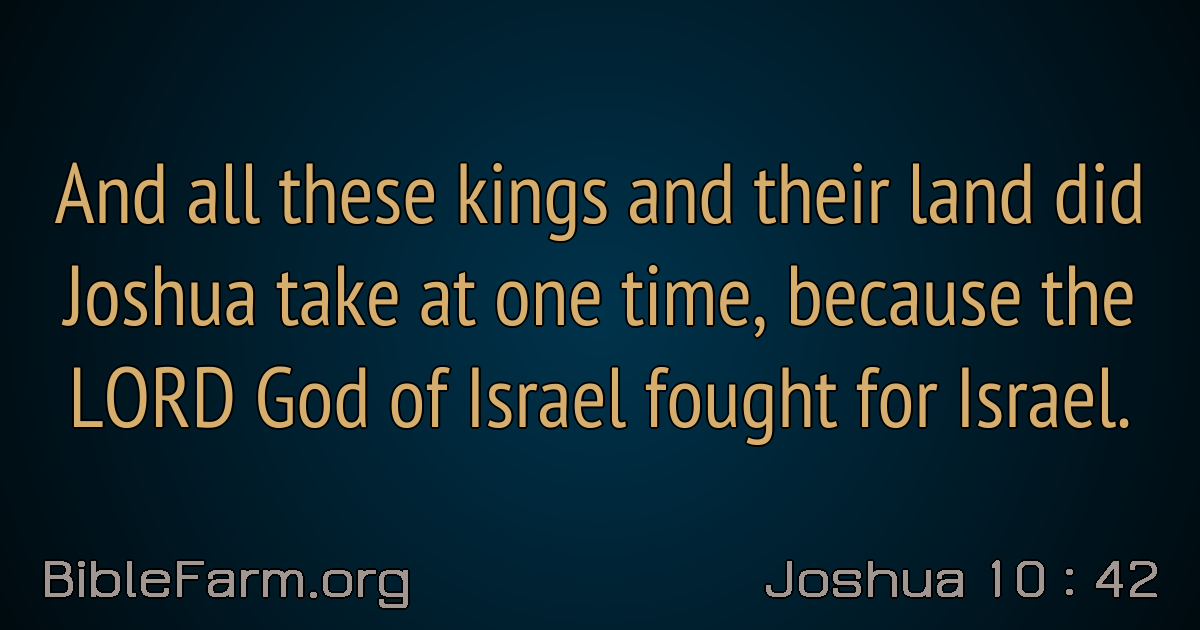 And all these kings and their land did
Joshua take at one time, because the
LORD God of Israel fought for Israel.
BibleFarm.org
Joshua 10 : 42